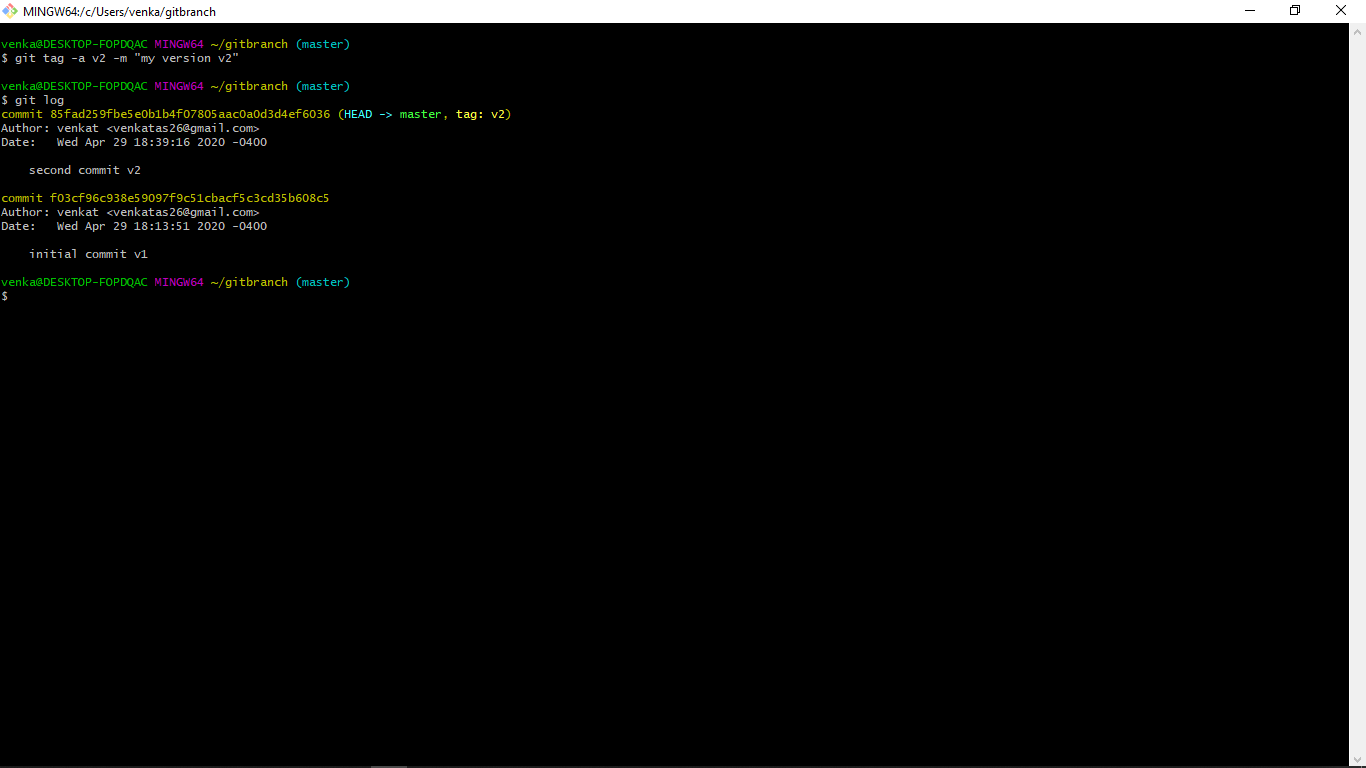 MINGW64:/c/Users/venka/gitbranch
venka@DESKTOP-FOPDQAC MINGW64 ~/gitbranch (master)
$ git tag -a v2 -m "my version v2"
venka@DESKTOP-FOPDQAC MINGW64 ~/gitbranch (master)
$ git log
commit 85fad259fbe5e0b1b4f07805aac0a0d3d4ef6036 (HEAD -> master, tag: v2)
Author: venkat <venkatas26@gmail.com>
Date:   Wed Apr 29 18:39:16 2020 -0400
    second commit v2
commit f03cf96c938e59097f9c51cbacf5c3cd35b608c5
Author: venkat <venkatas26@gmail.com>
Date:   Wed Apr 29 18:13:51 2020 -0400
    initial commit v1
venka@DESKTOP-FOPDQAC MINGW64 ~/gitbranch (master)
$